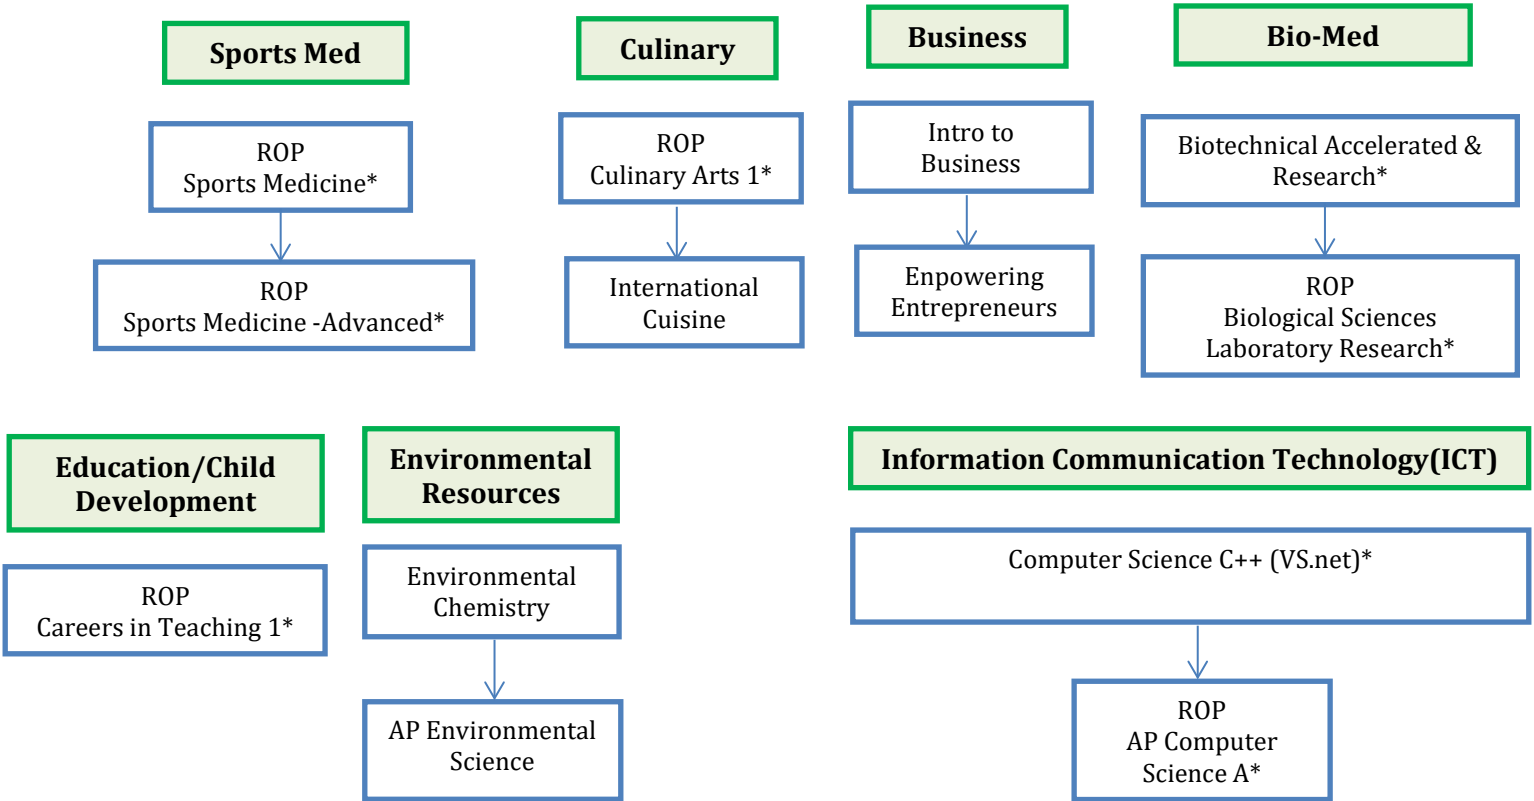 Sports Med
ROP
Sports Medicine*
ROP
Sports Medicine -Advanced*
Culinary
ROP
Culinary Arts 1*
International
Cuisine
Business
Intro to
Business
Enpowering
Entrepreneurs
Bio-Med
Biotechnical Accelerated &
Research*
ROP
Biological Sciences
Laboratory Research*
Education/Child
Development
ROP
Careers in Teaching 1*
Environmental
Resources
Environmental
Chemistry
AP Environmental
Science
Information Communication Technology(ICT)
Computer Science C++ (VS.net)*
ROP
AP Computer
Science A*